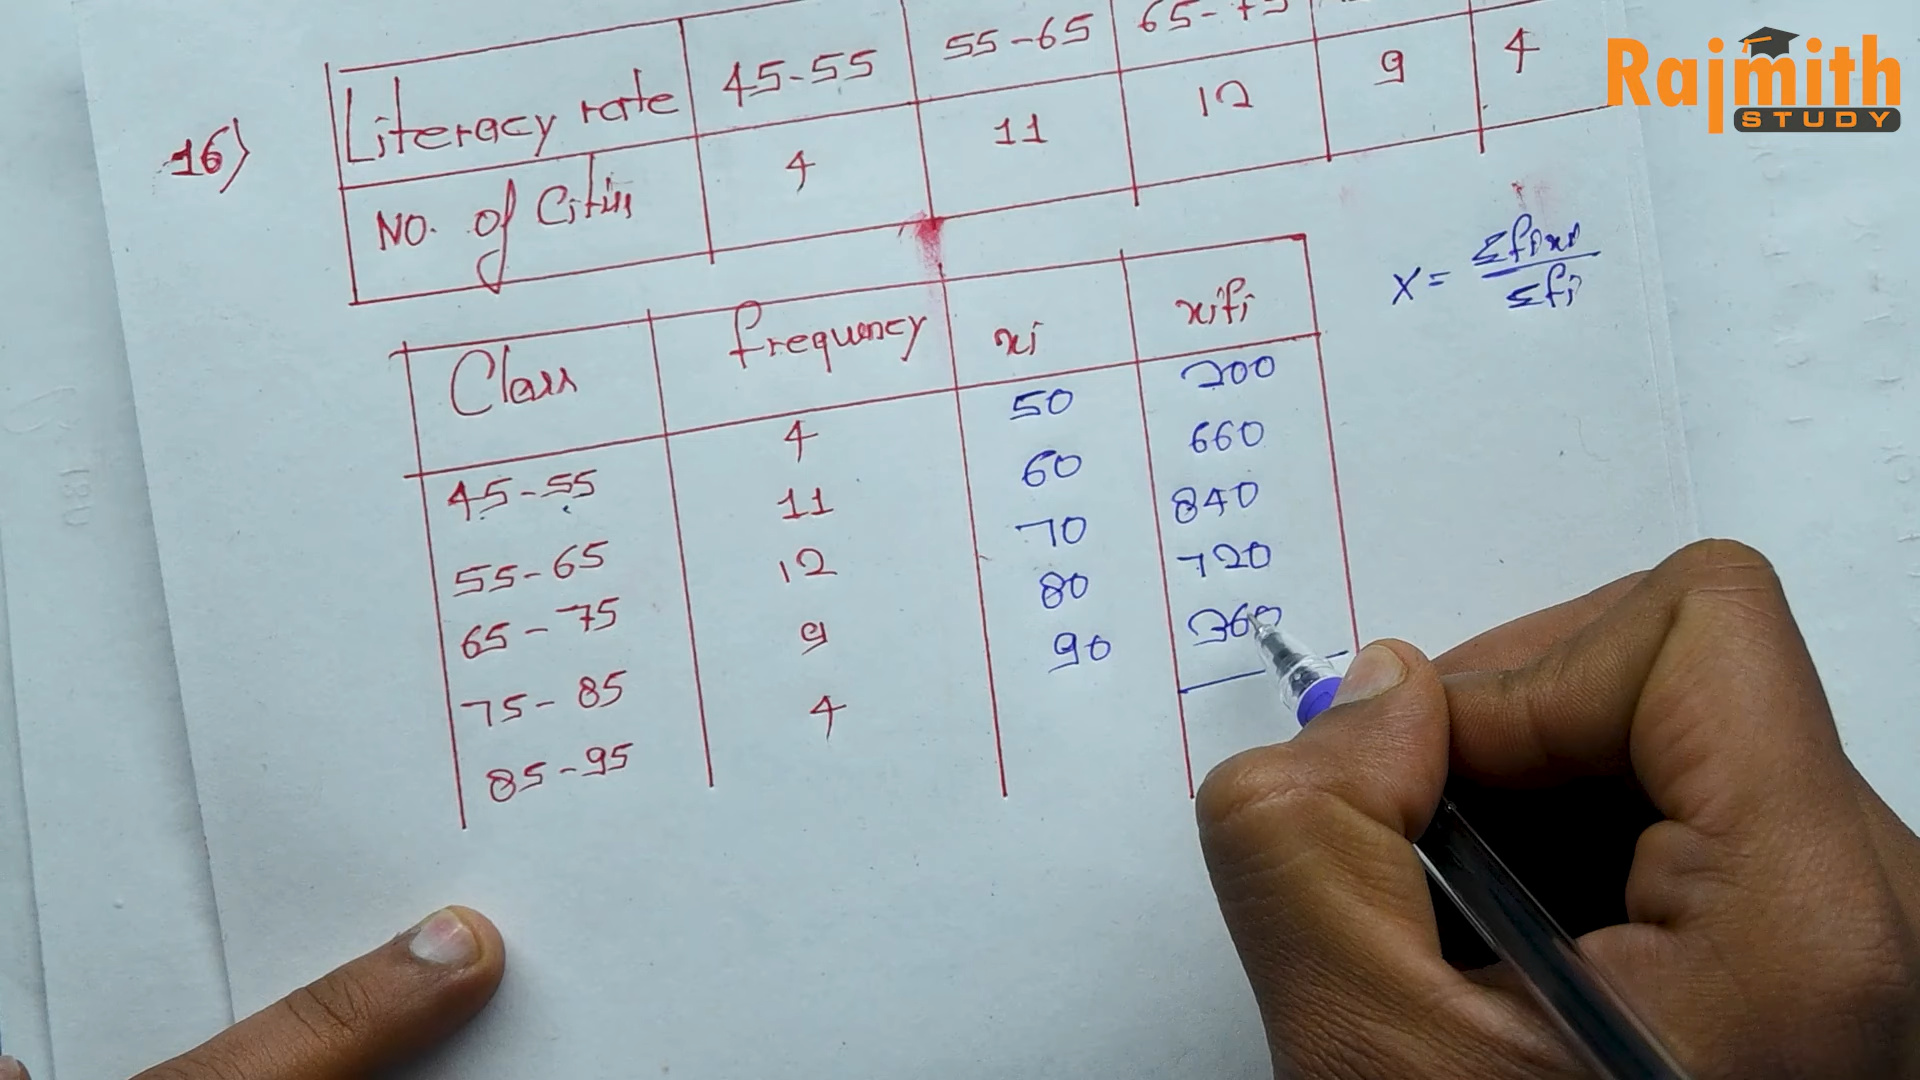 Rajmith
STUDY
16)
Literacy rate 45-55 55-65 65-75
No. of Cities 4 11 12 9 4
x = Σfixi / Σfi
Class frequency xi xifi
45-55 4 50 200
55-65 11 60 660
65-75 12 70 840
75-85 9 80 720
85-95 4 90 360